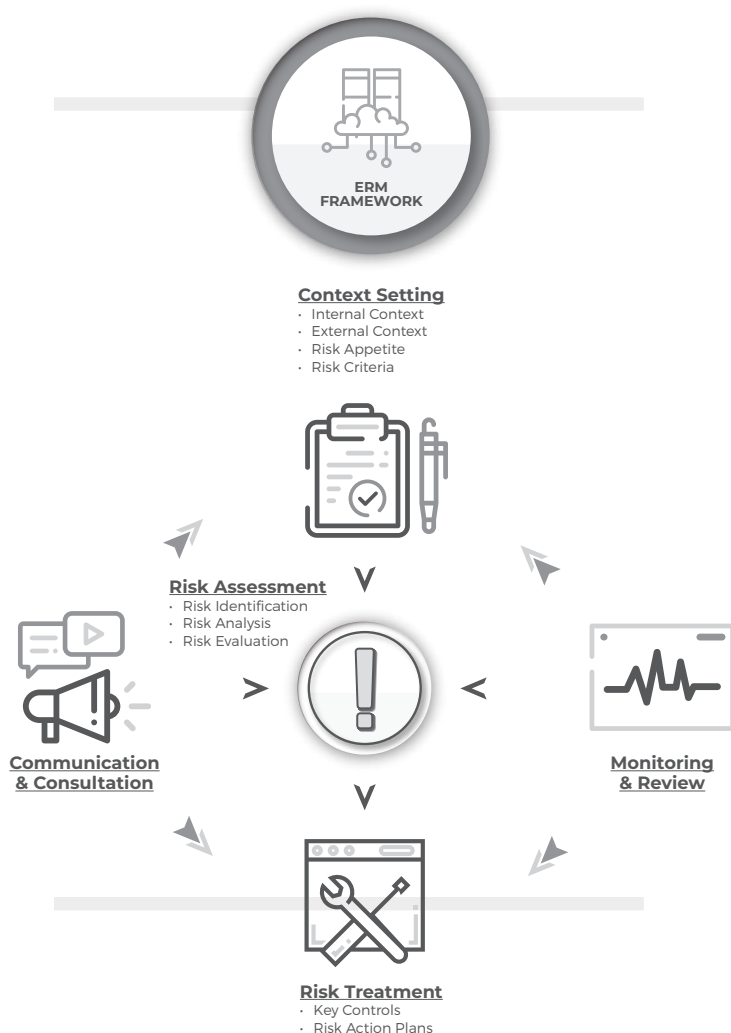 ERM
FRAMEWORK
Context Setting
• Internal Context
• External Context
• Risk Appetite
• Risk Criteria
Risk Assessment
• Risk Identification
• Risk Analysis
• Risk Evaluation
Communication
& Consultation
Monitoring
& Review
Risk Treatment
• Key Controls
• Risk Action Plans